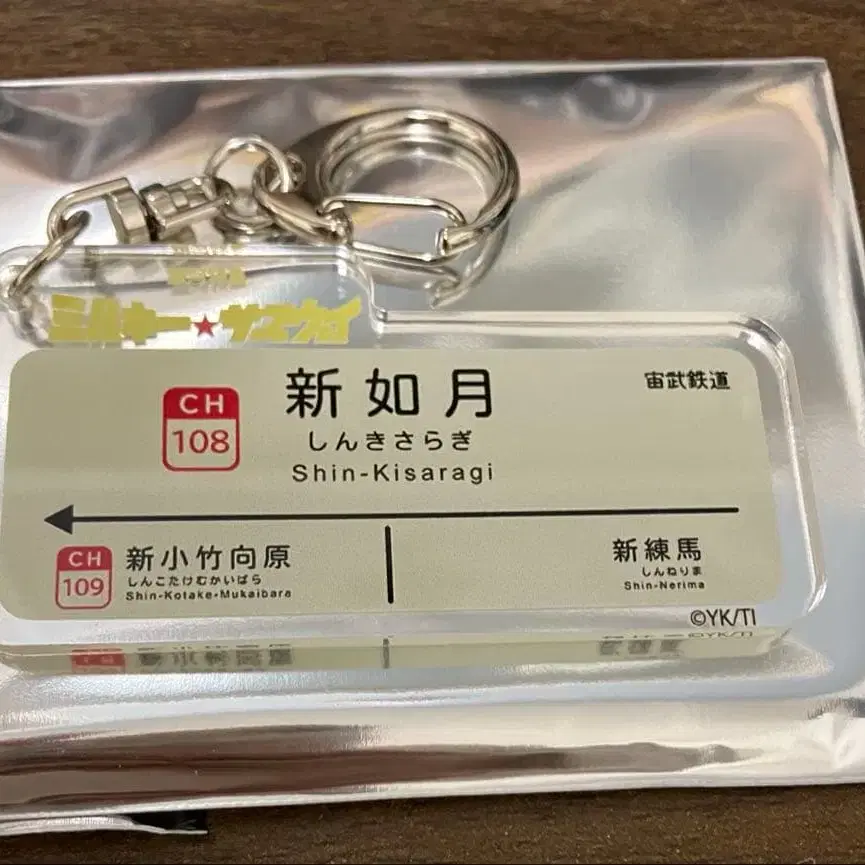 ミルキー★サブウェイ
新如月
しんきさらぎ
Shin-Kisaragi
宙武鉄道
CH
108
CH
109
新小竹向原
しんこたけむかいばら
Shin-Kotake-Mukaibara
新練馬
しんねりま
Shin-Nerima
©YK/TI